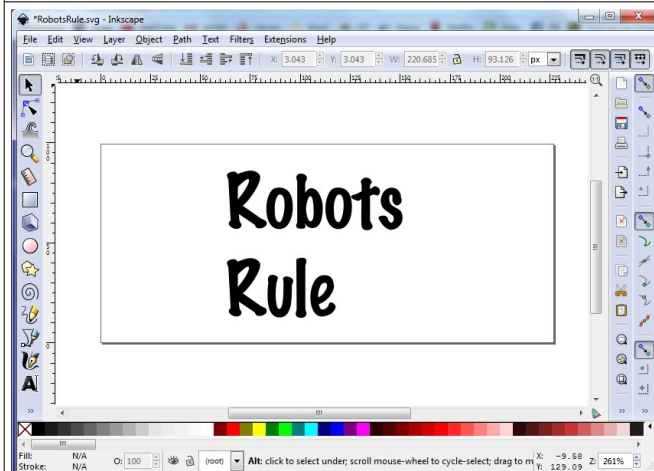 *RobotsRule.svg - Inkscape
File Edit View Layer Object Path Text Filters Extensions Help
X: 3.043 Y: 3.043 W: 220.685 H: 93.126 px
Robots
Rule
Fill: N/A
Stroke: N/A
O: 100
(root)
Alt: click to select under; scroll mouse-wheel to cycle-select; drag to m
X: -9.58
Y: 129.09
Z: 261%